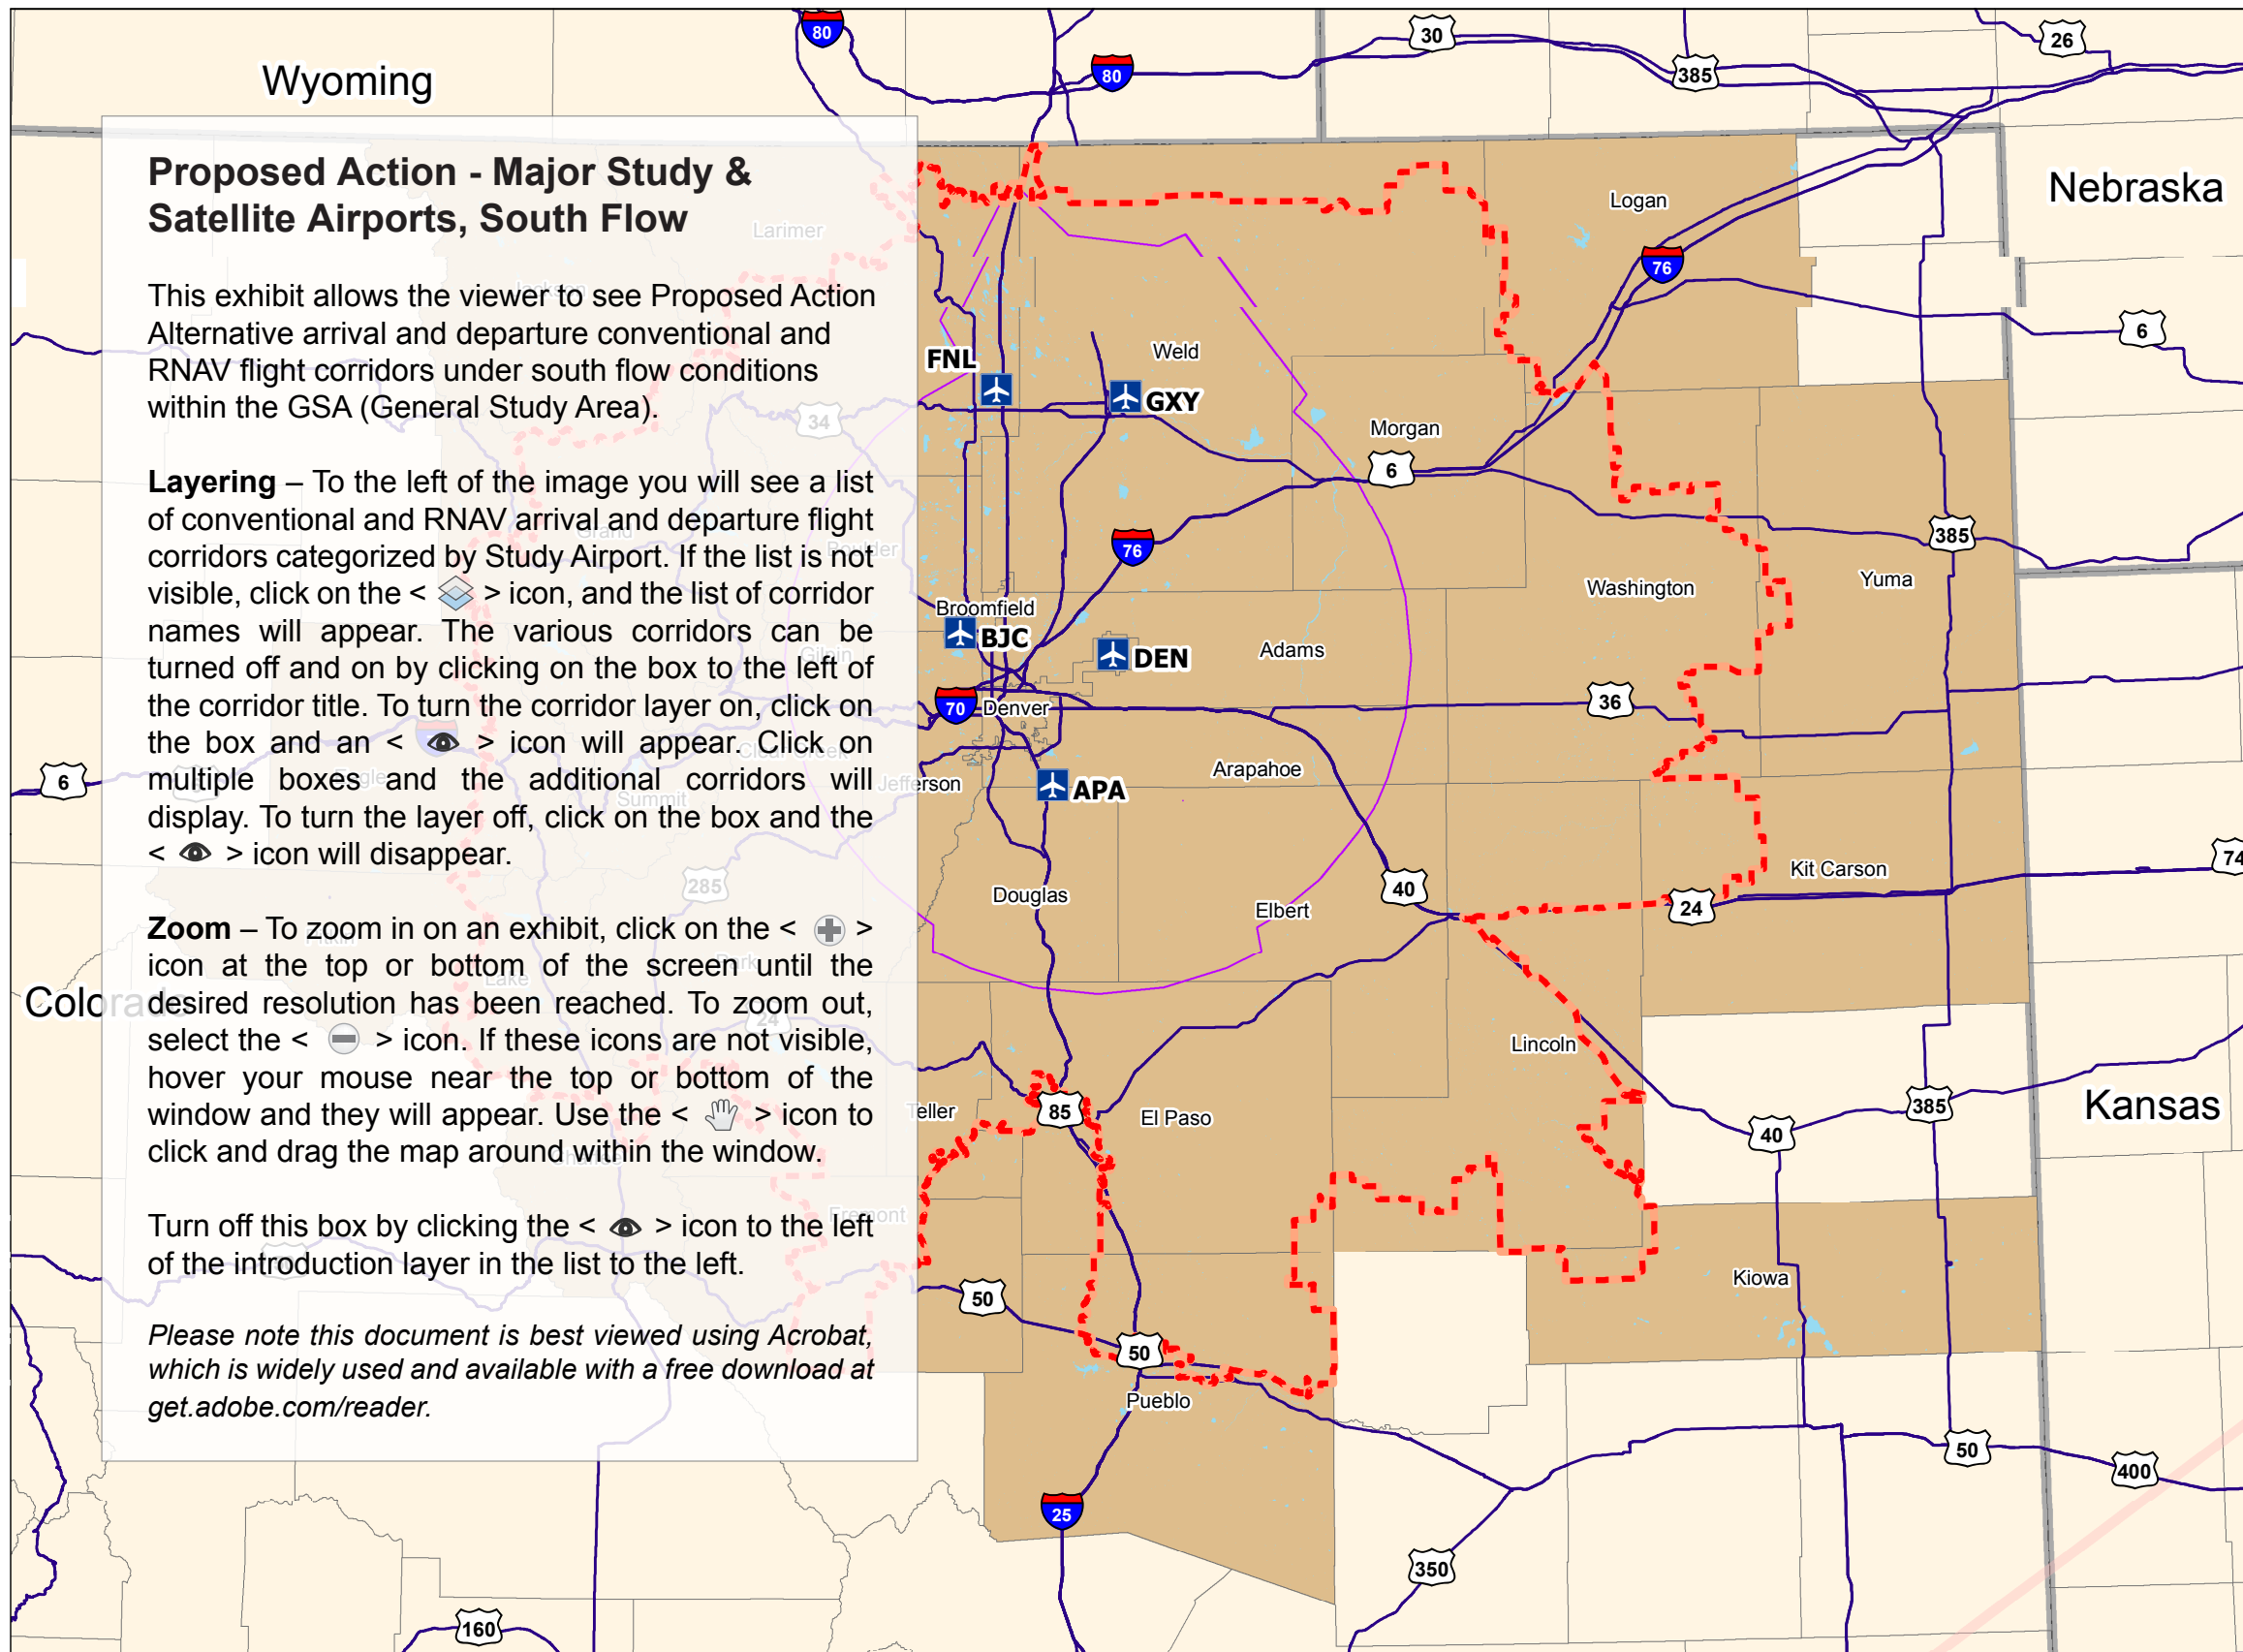 80
30
26
80
385
Wyoming
Nebraska
Proposed Action - Major Study &
Satellite Airports, South Flow
Larimer
Logan
76
Jackson
This exhibit allows the viewer to see Proposed Action
Alternative arrival and departure conventional and
RNAV flight corridors under south flow conditions
within the GSA (General Study Area).
6
Weld
FNL
GXY
34
Morgan
6
Layering – To the left of the image you will see a list
of conventional and RNAV arrival and departure flight
corridors categorized by Study Airport. If the list is not
visible, click on the < > icon, and the list of corridor
names will appear. The various corridors can be
turned off and on by clicking on the box to the left of
the corridor title. To turn the corridor layer on, click on
the box and an < > icon will appear. Click on
multiple boxes and the additional corridors will
display. To turn the layer off, click on the box and the
< > icon will disappear.
Grand
Boulder
76
385
Washington
Yuma
Broomfield
BJC
Gilpin
DEN
Adams
36
70
Denver
Clear Creek
Arapahoe
6
Eagle
Summit
Jefferson
APA
285
Douglas
Elbert
40
Kit Carson
24
74
Zoom – To zoom in on an exhibit, click on the < >
icon at the top or bottom of the screen until the
desired resolution has been reached. To zoom out,
select the < > icon. If these icons are not visible,
hover your mouse near the top or bottom of the
window and they will appear. Use the < > icon to
click and drag the map around within the window.
Pitkin
Park
Lake
Colorado
24
Lincoln
Teller
85
El Paso
385
Kansas
40
Chaffee
Fremont
Turn off this box by clicking the < > icon to the left
of the introduction layer in the list to the left.
50
Kiowa
Please note this document is best viewed using Acrobat,
which is widely used and available with a free download at
get.adobe.com/reader.
50
Pueblo
50
400
25
350
160